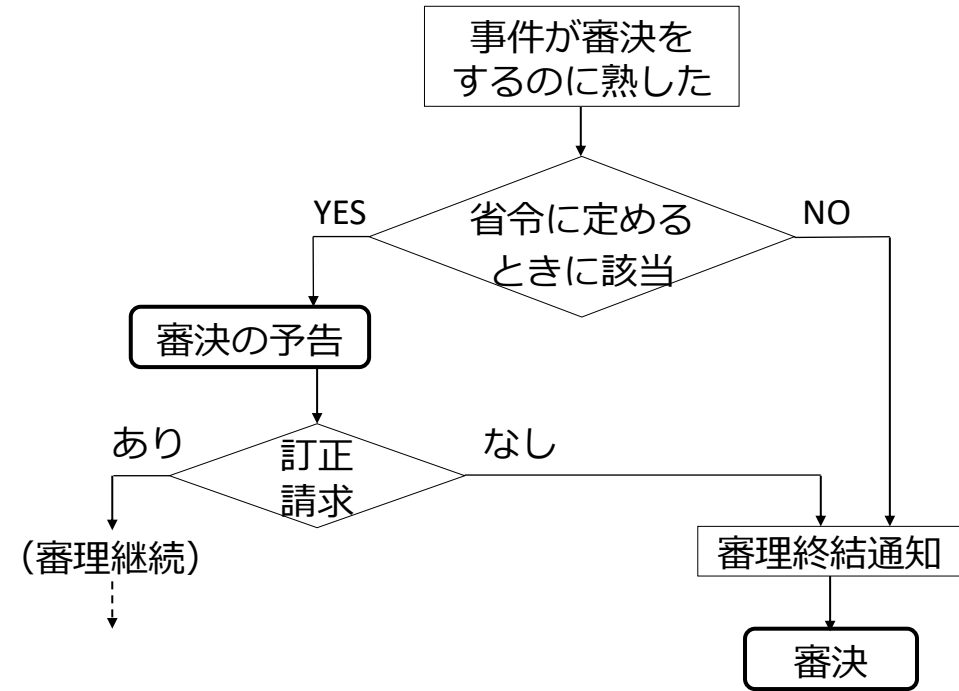 事件が審決を
するのに熟した
YES
省令に定める
ときに該当
NO
審決の予告
あり
訂正
請求
なし
（審理継続）
審理終結通知
審決